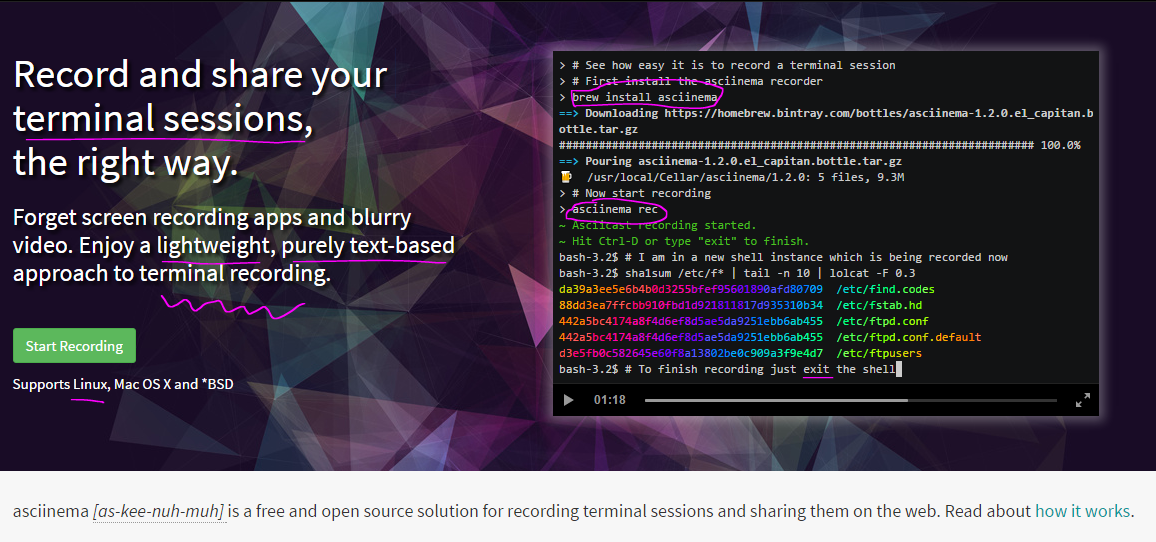 Record and share your
terminal sessions,
the right way.
Forget screen recording apps and blurry
video. Enjoy a lightweight, purely text-based
approach to terminal recording.
Start Recording
Supports Linux, Mac OS X and *BSD
> # See how easy it is to record a terminal session
> # First install the asciinema recorder
> brew install asciinema
==> Downloading https://homebrew.bintray.com/bottles/asciinema-1.2.0.el_capitan.b
ottle.tar.gz
######################################################################## 100.0%
==> Pouring asciinema-1.2.0.el_capitan.bottle.tar.gz
🍺 /usr/local/Cellar/asciinema/1.2.0: 5 files, 9.3M
> # Now start recording
> asciinema rec
~ Asciicast recording started.
~ Hit Ctrl-D or type "exit" to finish.
bash-3.2$ # I am in a new shell instance which is being recorded now
bash-3.2$ sha1sum /etc/f* | tail -n 10 | lolcat -F 0.3
da39a3ee5e6b4b0d3255bfef95601890afd80709 /etc/find.codes
88dd3ea7ffcbb910fbd1d921811817d935310b34 /etc/fstab.hd
442a5bc4174a8f4d6ef8d5ae5da9251ebb6ab455 /etc/ftpd.conf
442a5bc4174a8f4d6ef8d5ae5da9251ebb6ab455 /etc/ftpd.conf.default
d3e5fb0c582645e60f8a13802be0c909a3f9e4d7 /etc/ftpusers
bash-3.2$ # To finish recording just exit the shell
01:18
asciinema [as-kee-nuh-muh] is a free and open source solution for recording terminal sessions and sharing them on the web. Read about how it works.